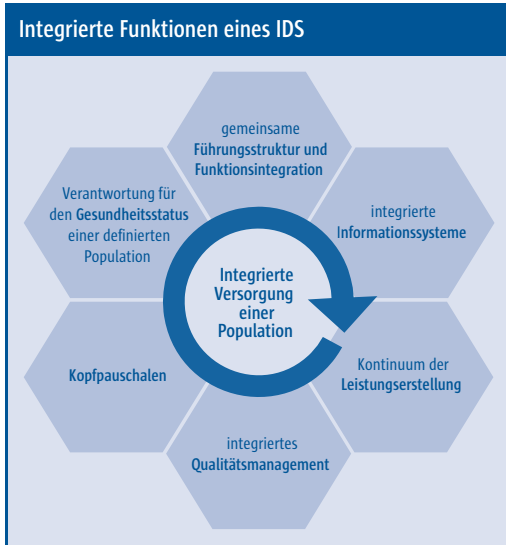 Integrierte Funktionen eines IDS
gemeinsame
Führungsstruktur und
Funktionsintegration
integrierte
Informationssysteme
Kontinuum der
Leistungserstellung
integriertes
Qualitätsmanagement
Kopfpauschalen
Verantwortung für
den Gesundheitsstatus
einer definierten
Population
Integrierte
Versorgung
einer
Population